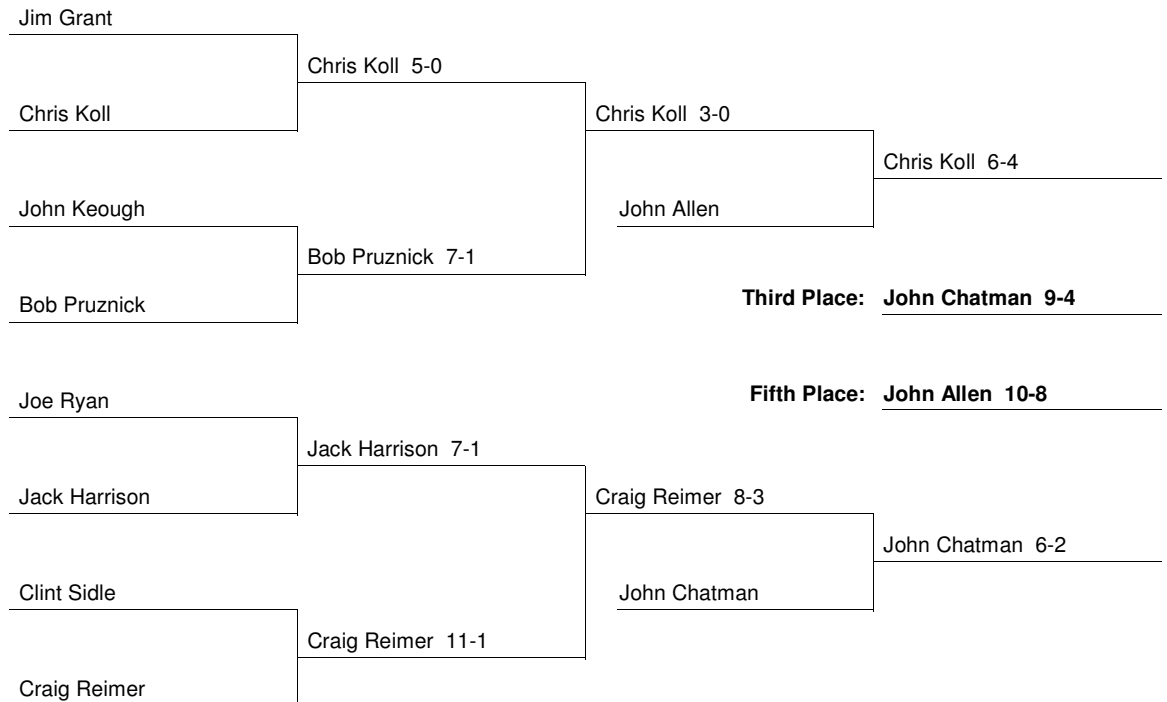 Jim Grant
Chris Koll 5-0
Chris Koll
Chris Koll 3-0
Chris Koll 6-4
John Keough
John Allen
Bob Pruznick 7-1
Bob Pruznick
Third Place: John Chatman 9-4
Joe Ryan
Fifth Place: John Allen 10-8
Jack Harrison 7-1
Jack Harrison
Craig Reimer 8-3
John Chatman 6-2
Clint Sidle
John Chatman
Craig Reimer 11-1
Craig Reimer